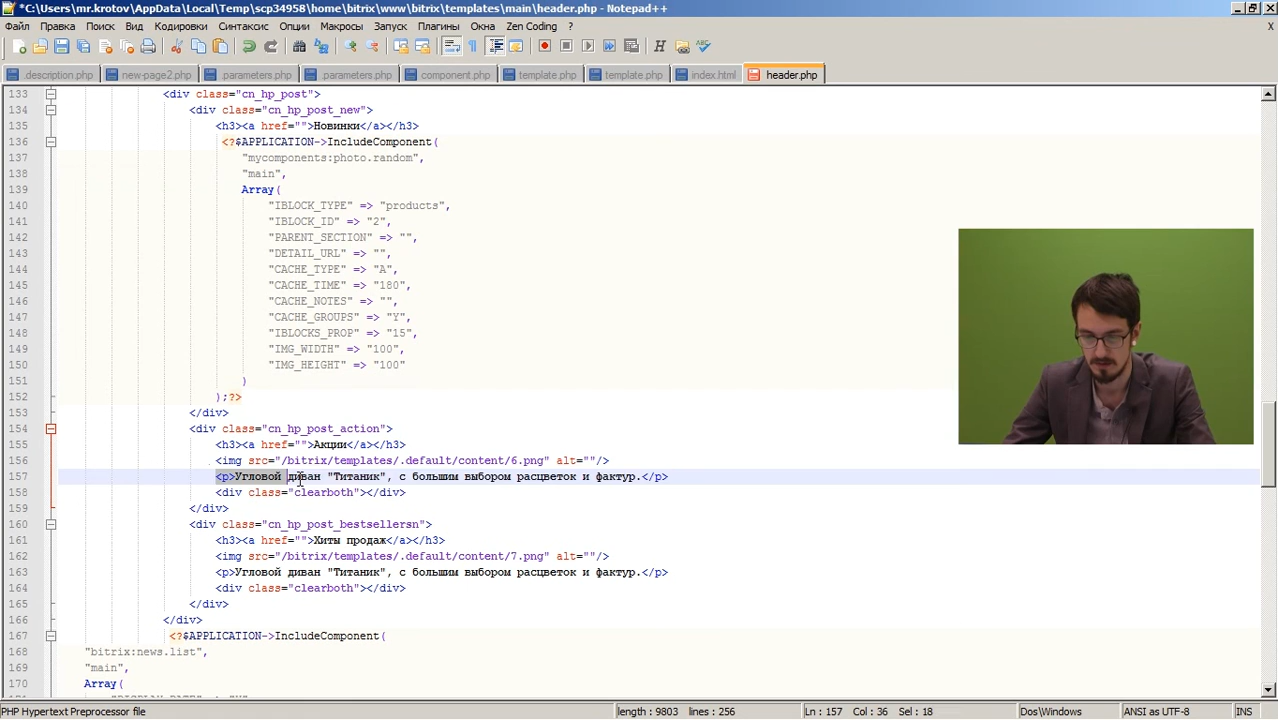 *C:\Users\mr.krotov\AppData\Local\Temp\scp34958\home\bitrix\www\bitrix\templates\main\header.php - Notepad++
Файл Правка Поиск Вид Кодировки Синтаксис Опции Макросы Запуск Плагины Окна Zen Coding ? X
.description.php new-page2.php .parameters.php .parameters.php component.php template.php template.php index.html header.php
133 <div class="cn_hp_post">
134 <div class="cn_hp_post_new">
135 <h3><a href="">Новинки</a></h3>
136 <?$APPLICATION->IncludeComponent(
137 "mycomponents:photo.random",
138 "main",
139 Array(
140 "IBLOCK_TYPE" => "products",
141 "IBLOCK_ID" => "2",
142 "PARENT_SECTION" => "",
143 "DETAIL_URL" => "",
144 "CACHE_TYPE" => "A",
145 "CACHE_TIME" => "180",
146 "CACHE_NOTES" => "",
147 "CACHE_GROUPS" => "Y",
148 "IBLOCKS_PROP" => "15",
149 "IMG_WIDTH" => "100",
150 "IMG_HEIGHT" => "100"
151 )
152 );?>
153 </div>
154 <div class="cn_hp_post_action">
155 <h3><a href="">Акции</a></h3>
156 <img src="/bitrix/templates/.default/content/6.png" alt=""/>
157 <p>Угловой диван "Титаник", с большим выбором расцветок и фактур.</p>
158 <div class="clearboth"></div>
159 </div>
160 <div class="cn_hp_post_bestsellersn">
161 <h3><a href="">Хиты продаж</a></h3>
162 <img src="/bitrix/templates/.default/content/7.png" alt=""/>
163 <p>Угловой диван "Титаник", с большим выбором расцветок и фактур.</p>
164 <div class="clearboth"></div>
165 </div>
166 </div>
167 <?$APPLICATION->IncludeComponent(
168 "bitrix:news.list",
169 "main",
170 Array(
PHP Hypertext Preprocessor file length : 9803 lines : 256 Ln : 157 Col : 36 Sel : 18 Dos\Windows ANSI as UTF-8 INS